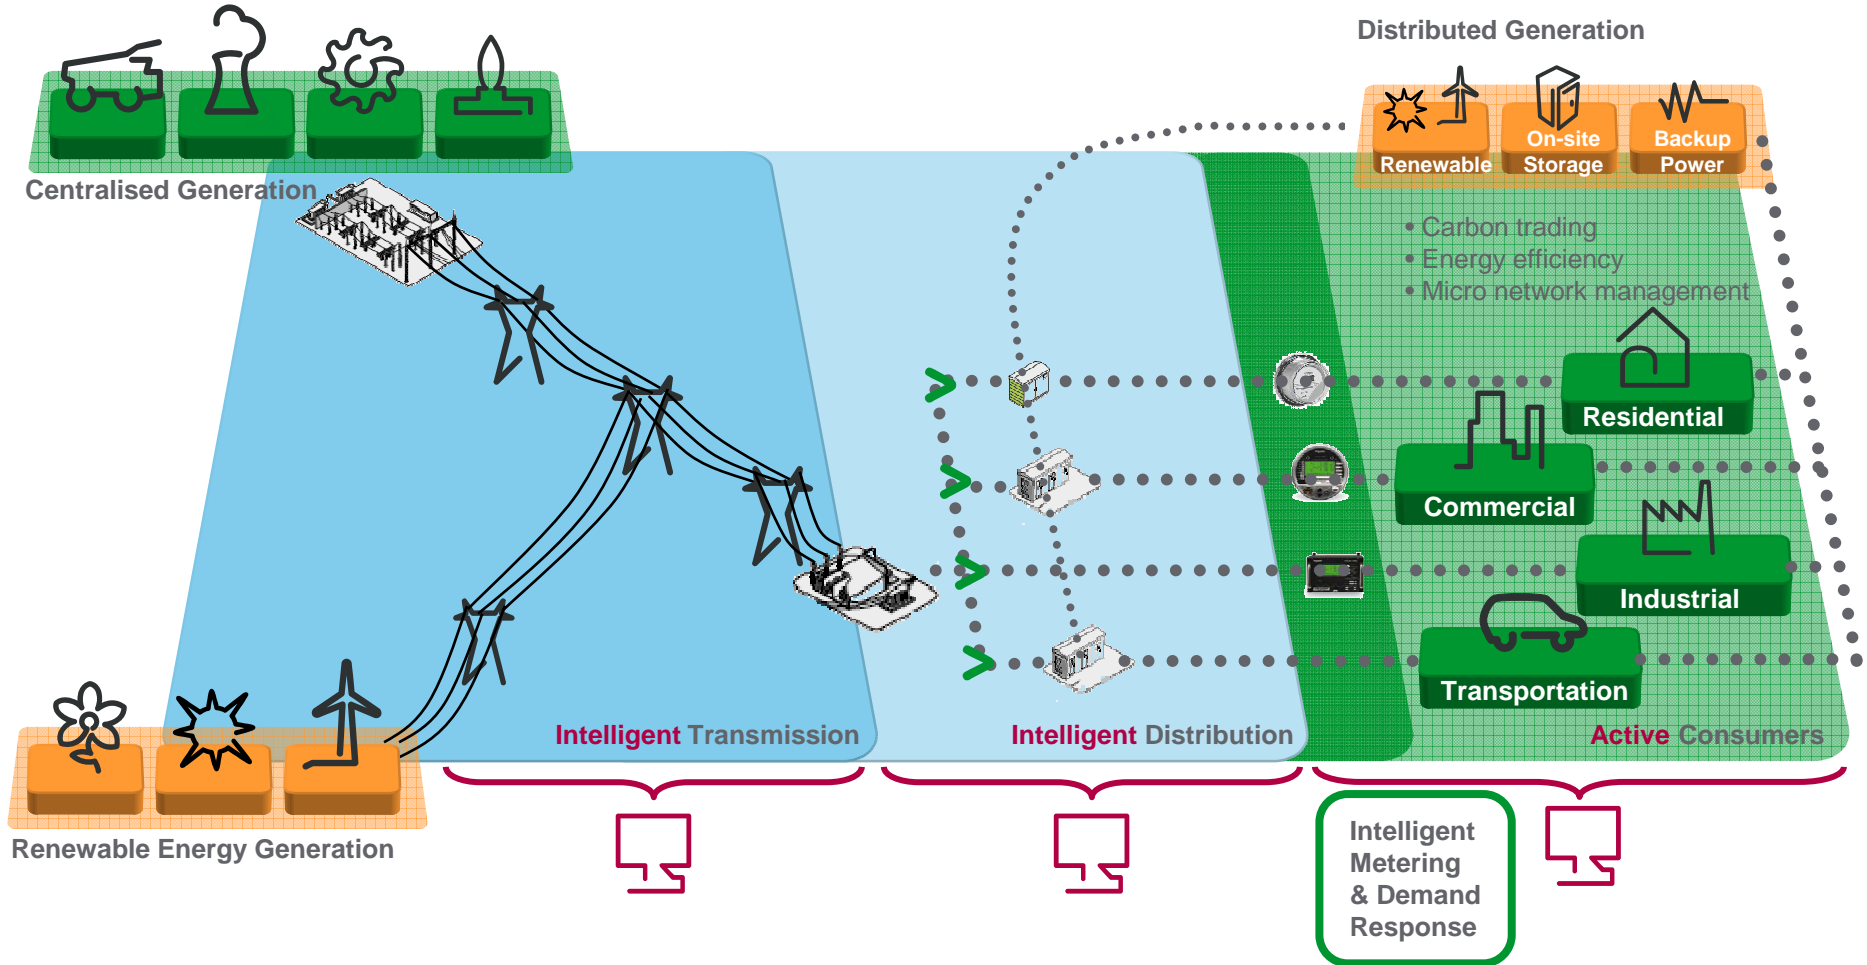 Distributed Generation
On-site
Backup
Renewable
Storage
Power
Centralised Generation
• Carbon trading
• Energy efficiency
• Micro network management
Residential
Commercial
Industrial
Transportation
Intelligent Transmission
Intelligent Distribution
Active Consumers
Renewable Energy Generation
Intelligent
Metering
& Demand
Response